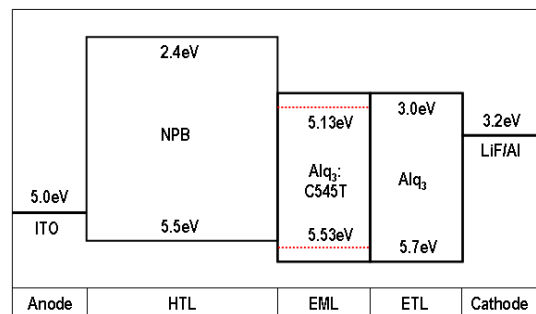 2.4eV
NPB
5.5eV
5.0eV
ITO
5.13eV
Alq3:
C545T
5.53eV
3.0eV
Alq3
5.7eV
3.2eV
LiF/Al
Anode
HTL
EML
ETL
Cathode